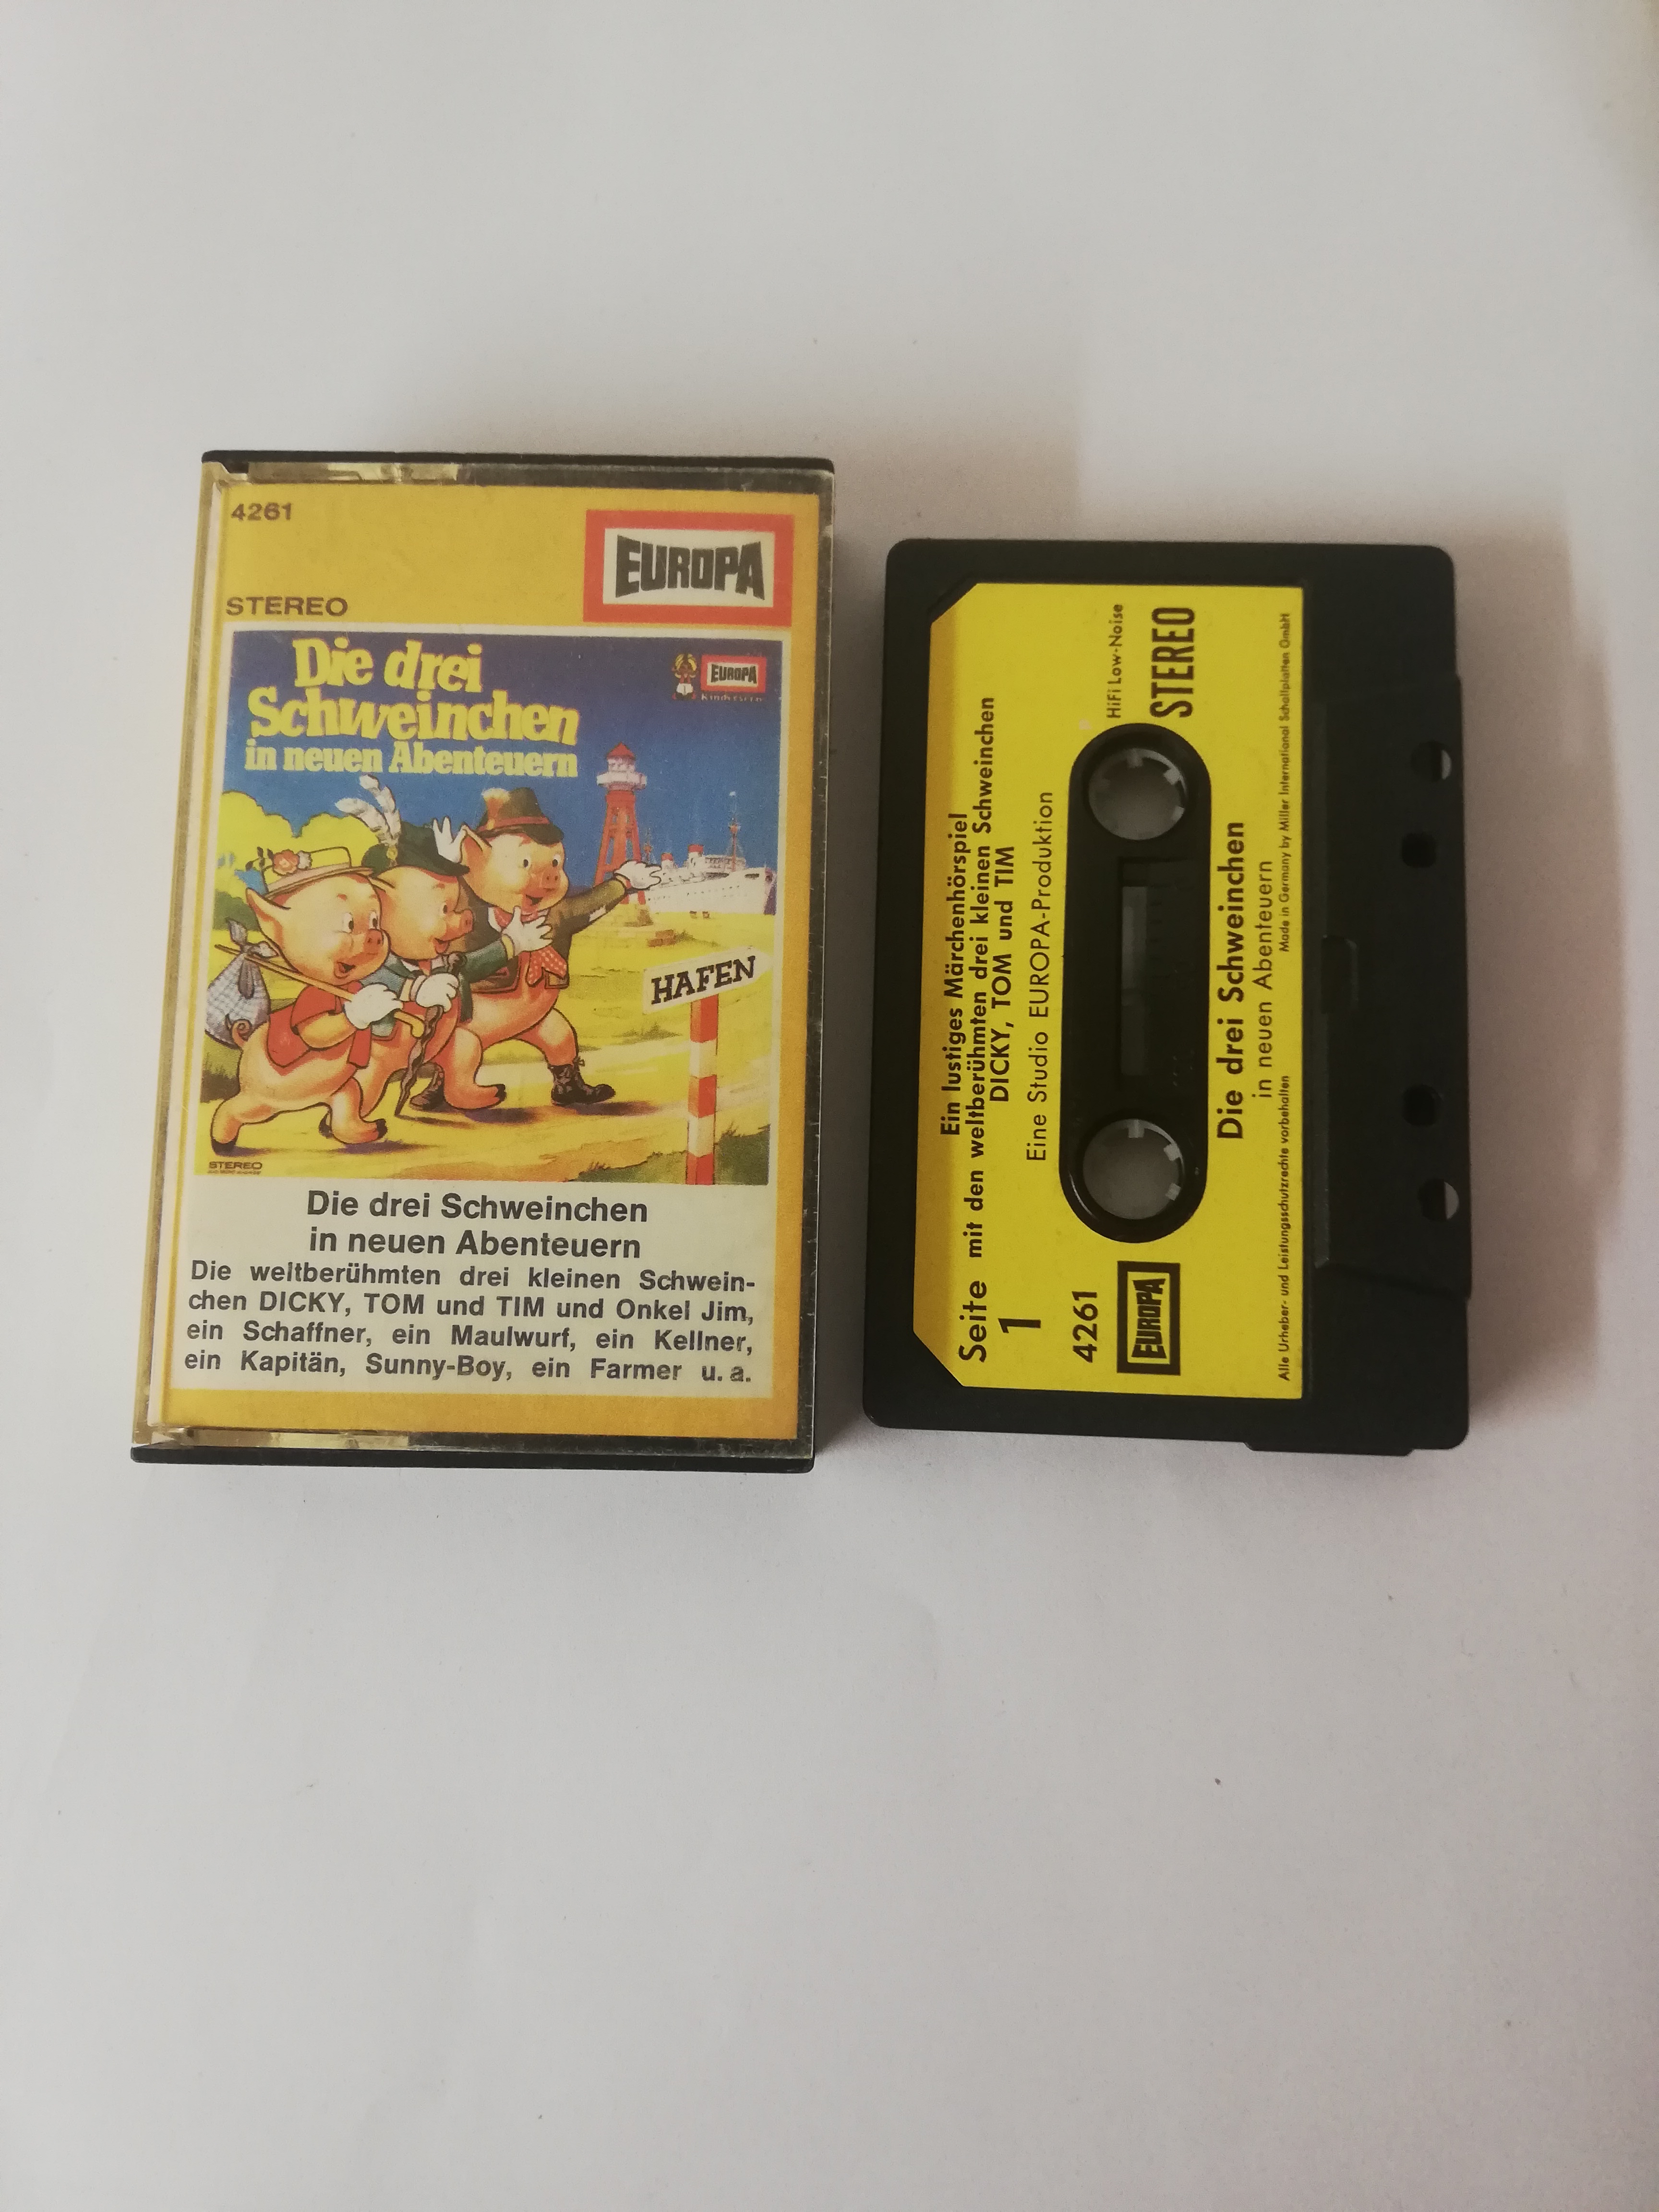 4261
EUROPA
STEREO
Die drei
Schweinchen
in neuen Abenteuern
EUROPA
Kinderserie
HAFEN
STEREO
Die drei Schweinchen
in neuen Abenteuern
Die weltberühmten drei kleinen Schwein-
chen DICKY, TOM und TIM und Onkel Jim,
ein Schaffner, ein Maulwurf, ein Kellner,
ein Kapitän, Sunny-Boy, ein Farmer u. a.
Ein lustiges Märchenhörspiel
Seite mit den weltberühmten drei kleinen Schweinchen
1
DICKY, TOM und TIM
Eine Studio EUROPA-Produktion
4261
HiFi Low-Noise
STEREO
EUROPA
Die drei Schweinchen
in neuen Abenteuern
Alle Urheber- und Leistungsschutzrechte vorbehalten
Made in Germany by Miller International Schallplatten GmbH